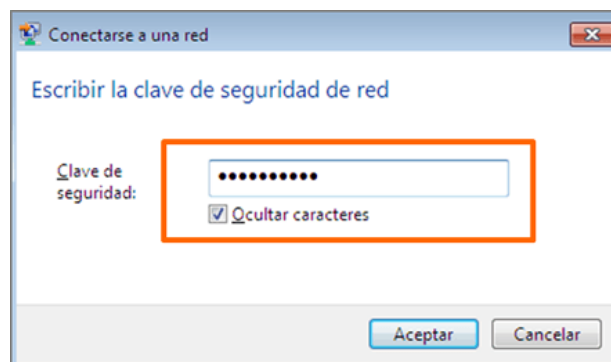 Conectarse a una red
Escribir la clave de seguridad de red
Clave de
seguridad:
••••••••••
Ocultar caracteres
Aceptar
Cancelar